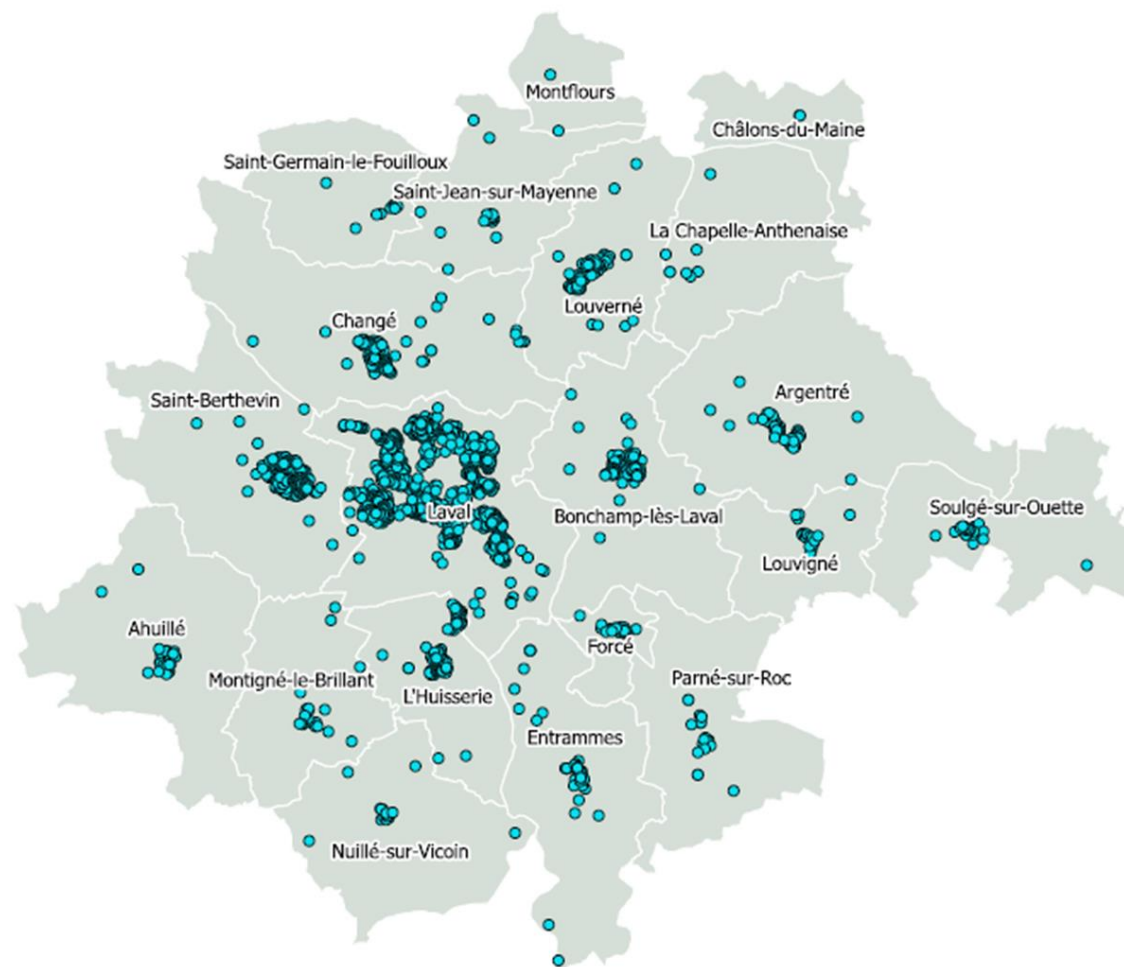 Montflours
Châlons-du-Maine
Saint-Germain-le-Fouilloux
Saint-Jean-sur-Mayenne
La Chapelle-Anthenaise
Louverné
Changé
Argentré
Saint-Berthevin
Soulgé-sur-Ouette
Laval
Bonchamp-lès-Laval
Louvigné
Ahuillé
Forcé
Montigné-le-Brillant
Parné-sur-Roc
L'Huisserie
Entrammes
Nuillé-sur-Vicoin